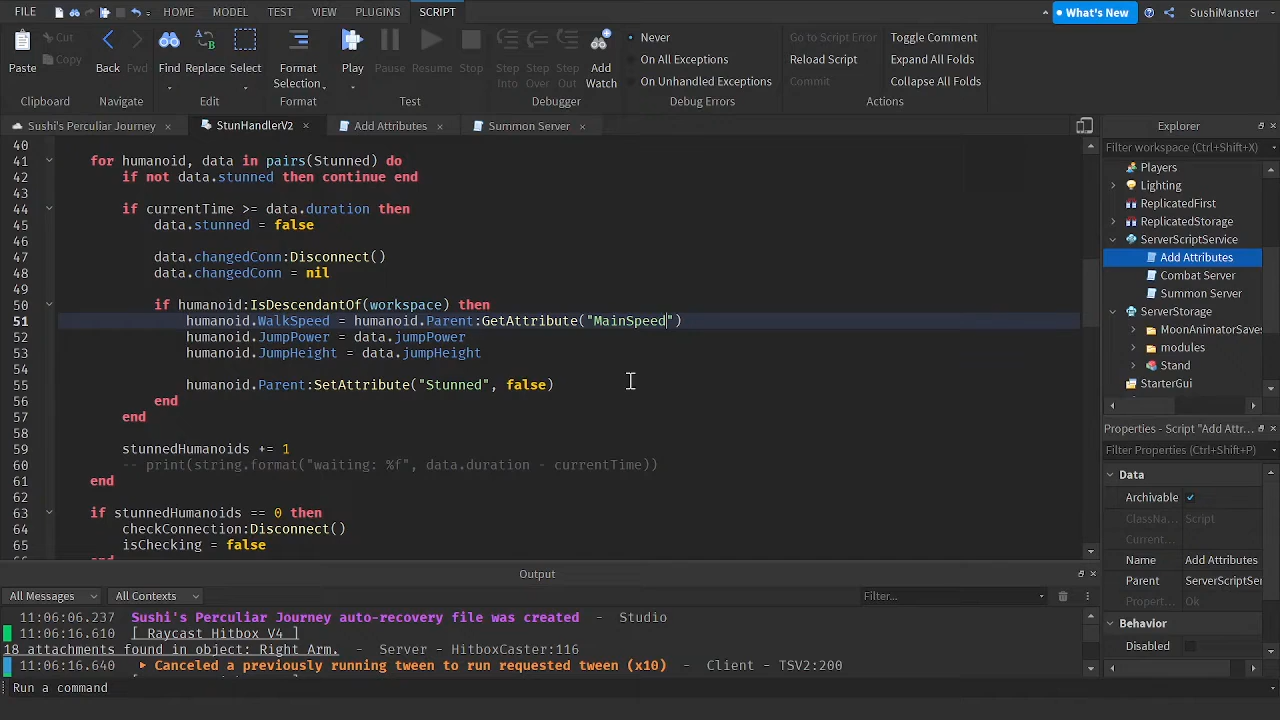 FILE HOME MODEL TEST VIEW PLUGINS SCRIPT What's New SushiManster
Paste Cut Copy Back Fwd Find Replace Select Format Selection Play Pause Resume Stop Step Into Step Over Step Out Add Watch
Never
On All Exceptions
On Unhandled Exceptions
Go to Script Error
Reload Script
Commit
Toggle Comment
Expand All Folds
Collapse All Folds
Clipboard Navigate Edit Format Test Debugger Debug Errors Actions
Sushi's Perculiar Journey × StunHandlerV2 × Add Attributes × Summon Server ×
40
41 for humanoid, data in pairs(Stunned) do
42 if not data.stunned then continue end
43
44 if currentTime >= data.duration then
45 data.stunned = false
46
47 data.changedConn:Disconnect()
48 data.changedConn = nil
49
50 if humanoid:IsDescendantOf(workspace) then
51 humanoid.WalkSpeed = humanoid.Parent:GetAttribute("MainSpeed")
52 humanoid.JumpPower = data.jumpPower
53 humanoid.JumpHeight = data.jumpHeight
54
55 humanoid.Parent:SetAttribute("Stunned", false)
56 end
57 end
58
59 stunnedHumanoids += 1
60 -- print(string.format("waiting: %f", data.duration - currentTime))
61 end
62
63 if stunnedHumanoids == 0 then
64 checkConnection:Disconnect()
65 isChecking = false
66 end
Explorer
Filter workspace (Ctrl+Shift+X)
Players
Lighting
ReplicatedFirst
ReplicatedStorage
ServerScriptService
Add Attributes
Combat Server
Summon Server
ServerStorage
MoonAnimatorSaves
modules
Stand
StarterGui
Properties - Script "Add Attr...
Filter Properties (Ctrl+Shift+P)
Data
Archivable
ClassNa...
Current...
Name Add Attributes
Parent ServerScriptSer
Properti... Ok
Behavior
Disabled
Output
All Messages All Contexts Filter...
11:06:06.237 Sushi's Perculiar Journey auto-recovery file was created - Studio
11:06:16.610 [ Raycast Hitbox V4 ]
18 attachments found in object: Right Arm. - Server - HitboxCaster:116
11:06:16.640 Canceled a previously running tween to run requested tween (x10) - Client - TSV2:200
Run a command